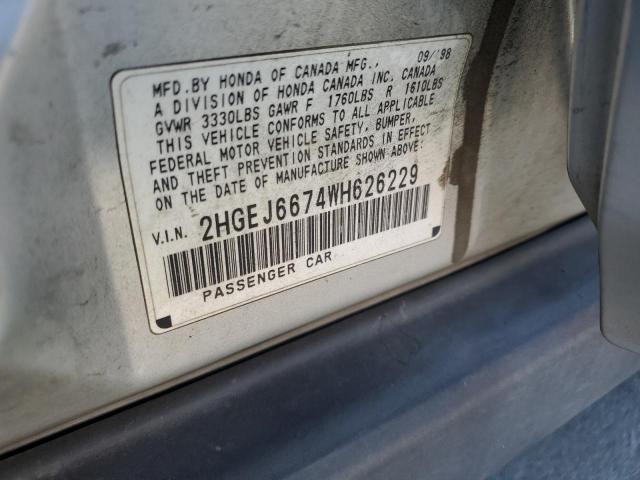 MFD. BY HONDA OF CANADA MFG., 09/'98
A DIVISION OF HONDA CANADA INC. CANADA
GVWR 3330LBS GAWR F 1760LBS R 1610LBS
THIS VEHICLE CONFORMS TO ALL APPLICABLE
FEDERAL MOTOR VEHICLE SAFETY, BUMPER,
AND THEFT PREVENTION STANDARDS IN EFFECT
ON THE DATE OF MANUFACTURE SHOWN ABOVE:
V.I.N. 2HGEJ6674WH626229
PASSENGER CAR